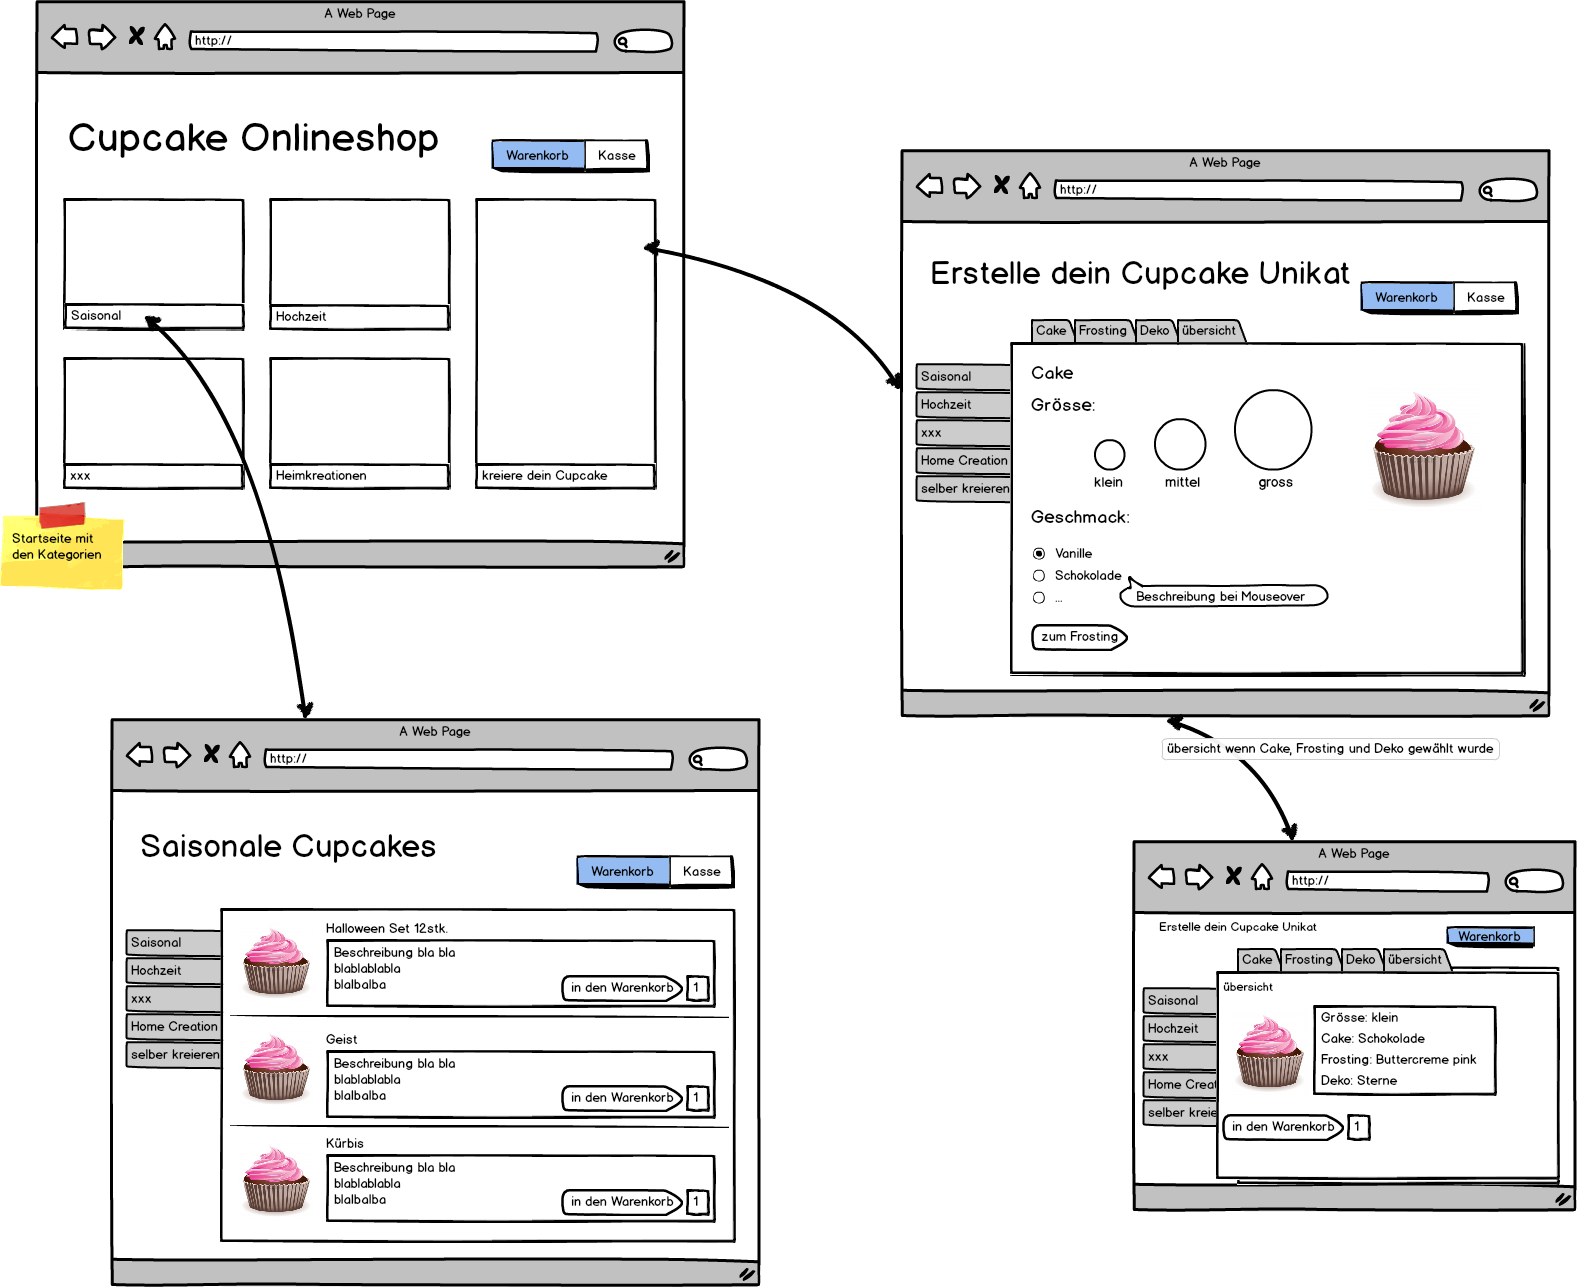 A Web Page
http://
Cupcake Onlineshop
Warenkorb
Kasse
Saisonal
Hochzeit
xxx
Heimkreationen
kreiere dein Cupcake
Startseite mit
den Kategorien
A Web Page
http://
Erstelle dein Cupcake Unikat
Warenkorb
Kasse
Cake
Frosting
Deko
übersicht
Saisonal
Hochzeit
xxx
Home Creation
selber kreieren
Cake
Grösse:
klein
mittel
gross
Geschmack:
Vanille
Schokolade
...
Beschreibung bei Mouseover
zum Frosting
übersicht wenn Cake, Frosting und Deko gewählt wurde
A Web Page
http://
Saisonale Cupcakes
Warenkorb
Kasse
Saisonal
Hochzeit
xxx
Home Creation
selber kreieren
Halloween Set 12stk.
Beschreibung bla bla
blablablabla
blalbalba
in den Warenkorb
1
Geist
Beschreibung bla bla
blablablabla
blalbalba
in den Warenkorb
1
Kürbis
Beschreibung bla bla
blablablabla
blalbalba
in den Warenkorb
1
A Web Page
http://
Erstelle dein Cupcake Unikat
Warenkorb
Cake
Frosting
Deko
übersicht
Saisonal
Hochzeit
xxx
Home Creat
selber kreie
übersicht
Grösse: klein
Cake: Schokolade
Frosting: Buttercreme pink
Deko: Sterne
in den Warenkorb
1